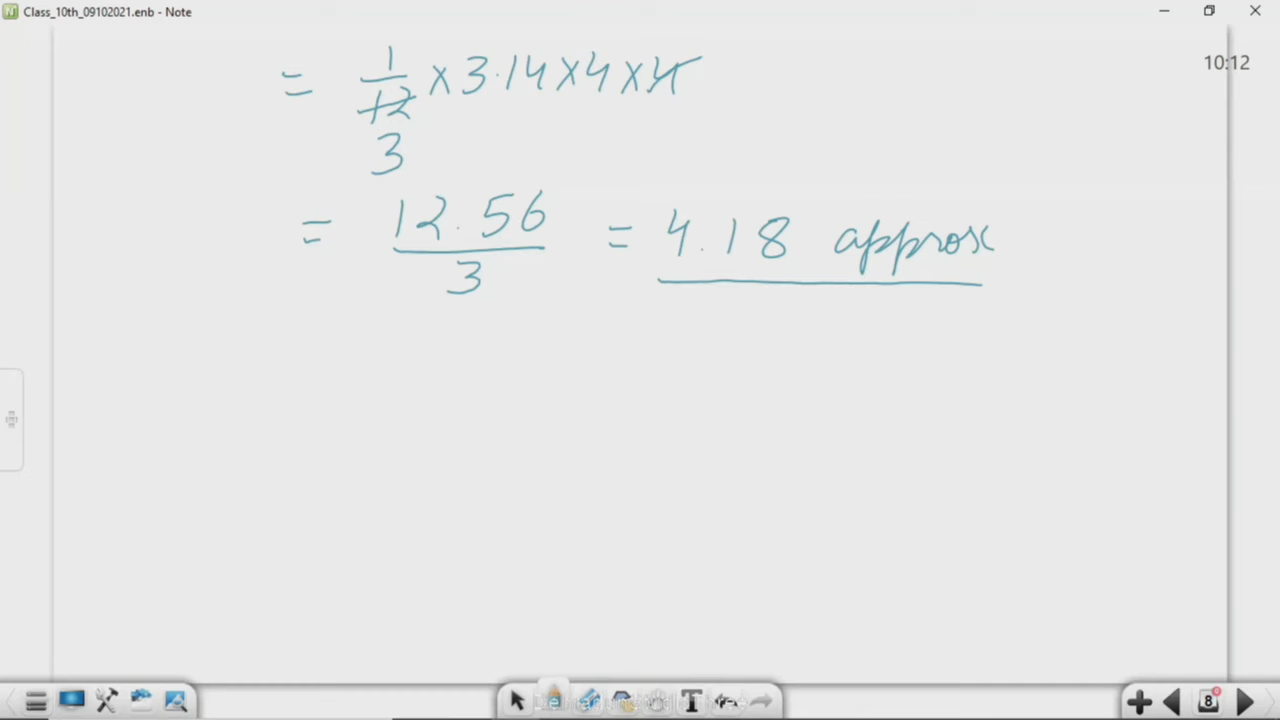 Class_10th_09102021.enb - Note
10:12
= 1/12 × 3.14 × 4 × 4
3
= 12.56/3 = 4.18 approx
8